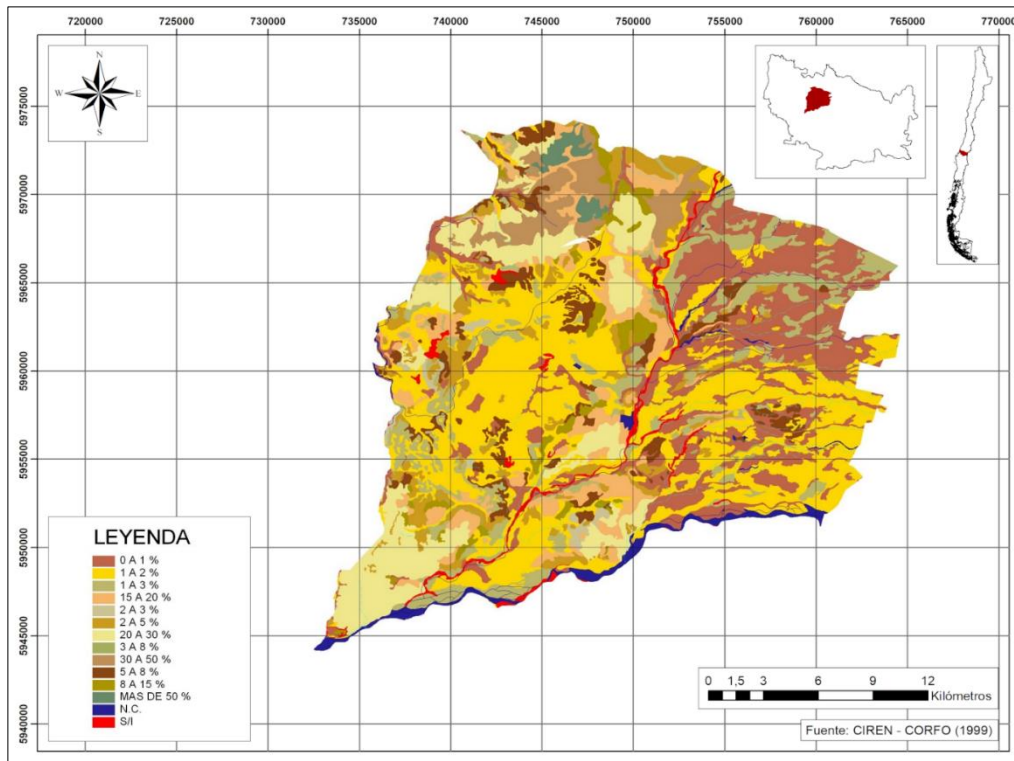 720000 725000 730000 735000 740000 745000 750000 755000 760000 765000 770000
N
W E
S
5975000
5970000
5965000
5960000
5955000
5950000
5945000
5940000
LEYENDA
0 A 1 %
1 A 2 %
1 A 3 %
15 A 20 %
2 A 3 %
2 A 5 %
20 A 30 %
3 A 8 %
30 A 50 %
5 A 8 %
8 A 15 %
MAS DE 50 %
N.C.
S/I
0 1,5 3 6 9 12
Kilómetros
Fuente: CIREN - CORFO (1999)